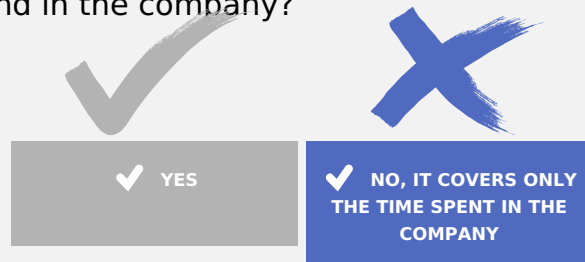 nd in the company?
YES
NO, IT COVERS ONLY
THE TIME SPENT IN THE
COMPANY